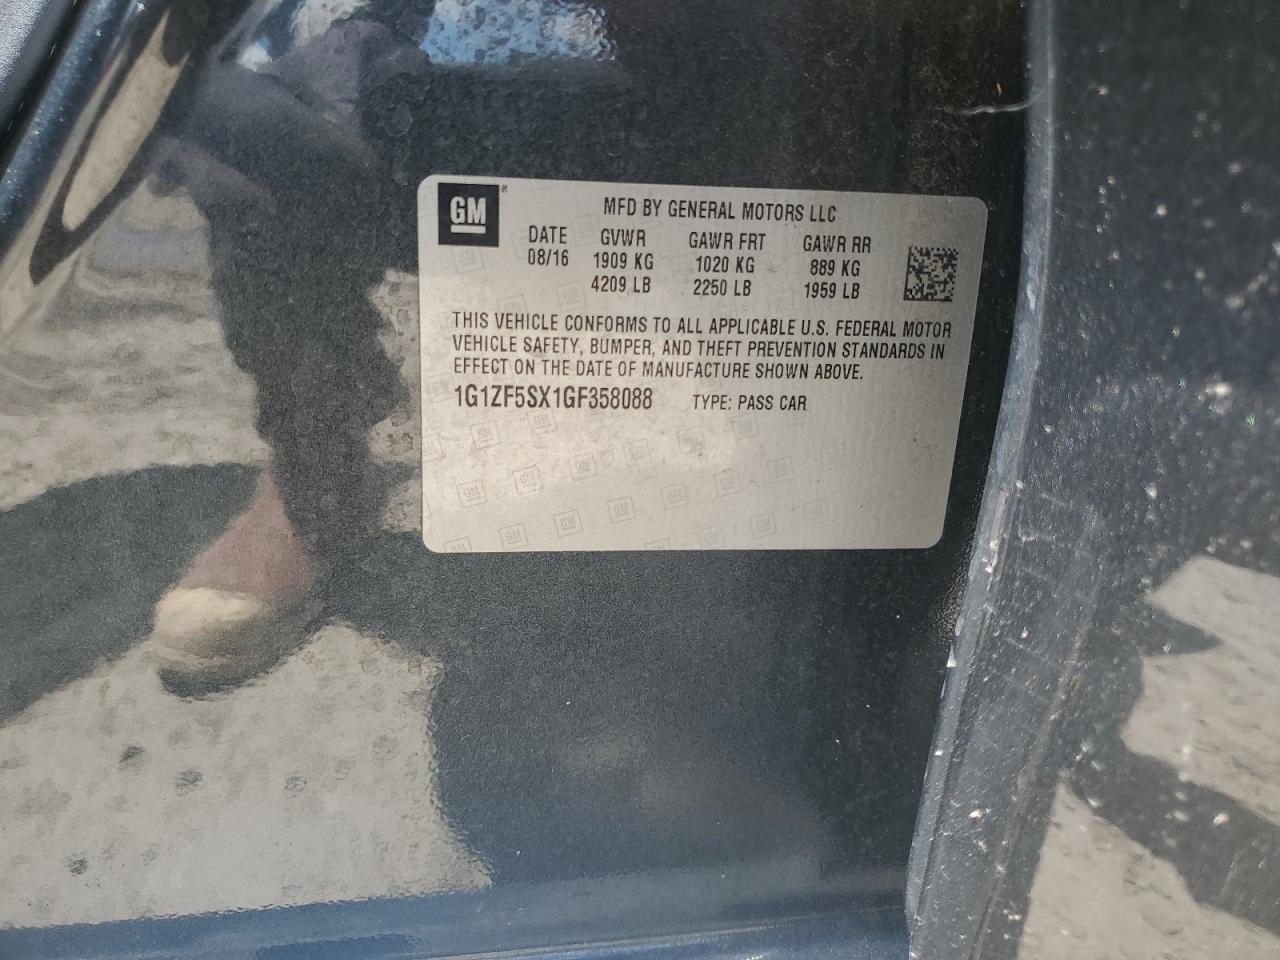 GM®
MFD BY GENERAL MOTORS LLC
DATE GVWR GAWR FRT GAWR RR
08/16 1909 KG 1020 KG 889 KG
4209 LB 2250 LB 1959 LB
THIS VEHICLE CONFORMS TO ALL APPLICABLE U.S. FEDERAL MOTOR
VEHICLE SAFETY, BUMPER, AND THEFT PREVENTION STANDARDS IN
EFFECT ON THE DATE OF MANUFACTURE SHOWN ABOVE.
1G1ZF5SX1GF358088 TYPE: PASS CAR